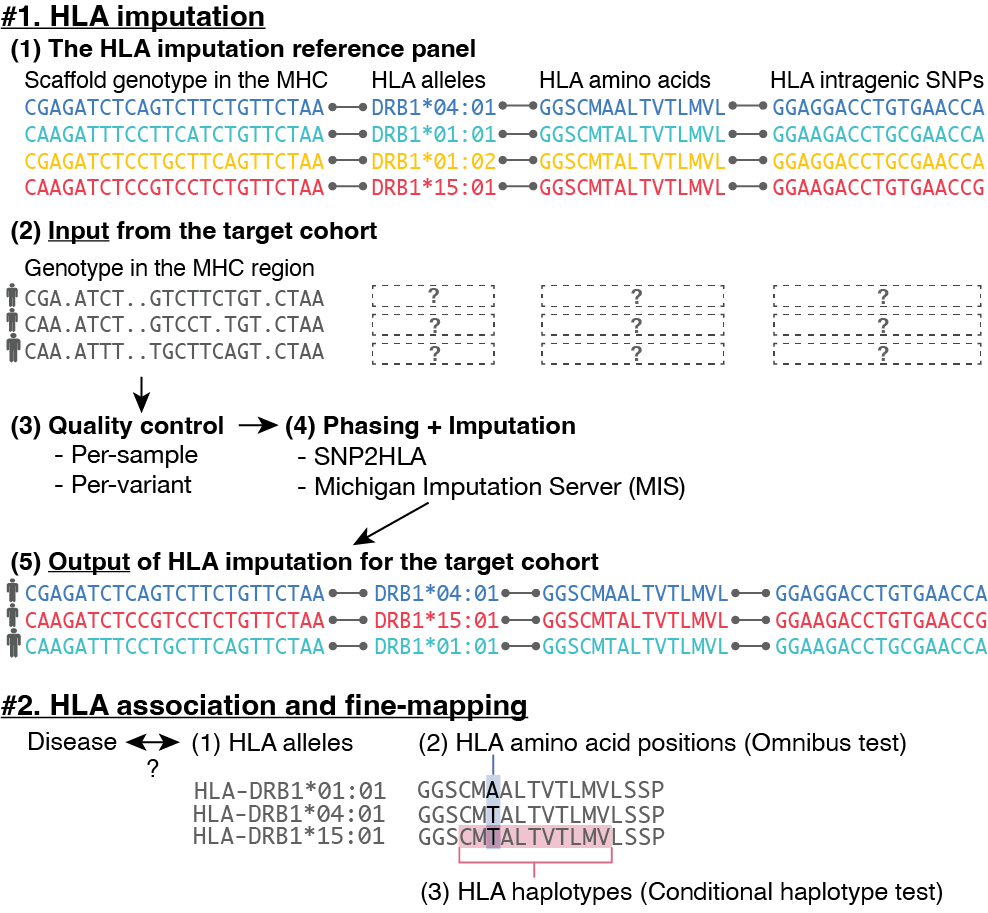 #1. HLA imputation
(1) The HLA imputation reference panel
Scaffold genotype in the MHC HLA alleles HLA amino acids HLA intragenic SNPs
CGAGATCTCAGTCTTCTGTTCTAA DRB1*04:01 GGSCMAALTVTLMVL GGAGGACCTGTGAACCA
CAAGATTTCCTTCATCTGTTCTAA DRB1*01:01 GGSCMTALTVTLMVL GGAAGACCTGCGAACCA
CGAGATCTCCTGCTTCAGTTCTAA DRB1*01:02 GGSCMTALTVTLMVL GGAGGACCTGCGAACCA
CAAGATCTCCGTCCTCTGTTCTAA DRB1*15:01 GGSCMTALTVTLMVL GGAAGACCTGTGAACCG
(2) Input from the target cohort
Genotype in the MHC region
CGA.ATCT..GTCTTCTGT.CTAA ? ? ?
CAA.ATCT..GTCCT.TGT.CTAA ? ? ?
CAA.ATTT..TGCTTCAGT.CTAA ? ? ?
(3) Quality control (4) Phasing + Imputation
- Per-sample - SNP2HLA
- Per-variant - Michigan Imputation Server (MIS)
(5) Output of HLA imputation for the target cohort
CGAGATCTCAGTCTTCTGTTCTAA DRB1*04:01 GGSCMAALTVTLMVL GGAGGACCTGTGAACCA
CAAGATCTCCGTCCTCTGTTCTAA DRB1*15:01 GGSCMTALTVTLMVL GGAAGACCTGTGAACCG
CAAGATTTCCTGCTTCAGTTCTAA DRB1*01:01 GGSCMTALTVTLMVL GGAAGACCTGCGAACCA
#2. HLA association and fine-mapping
Disease (1) HLA alleles (2) HLA amino acid positions (Omnibus test)
?
HLA-DRB1*01:01 GGSCMAALTVTLMVLSSP
HLA-DRB1*04:01 GGSCMTALTVTLMVLSSP
HLA-DRB1*15:01 GGSCMTALTVTLMVLSSP
(3) HLA haplotypes (Conditional haplotype test)